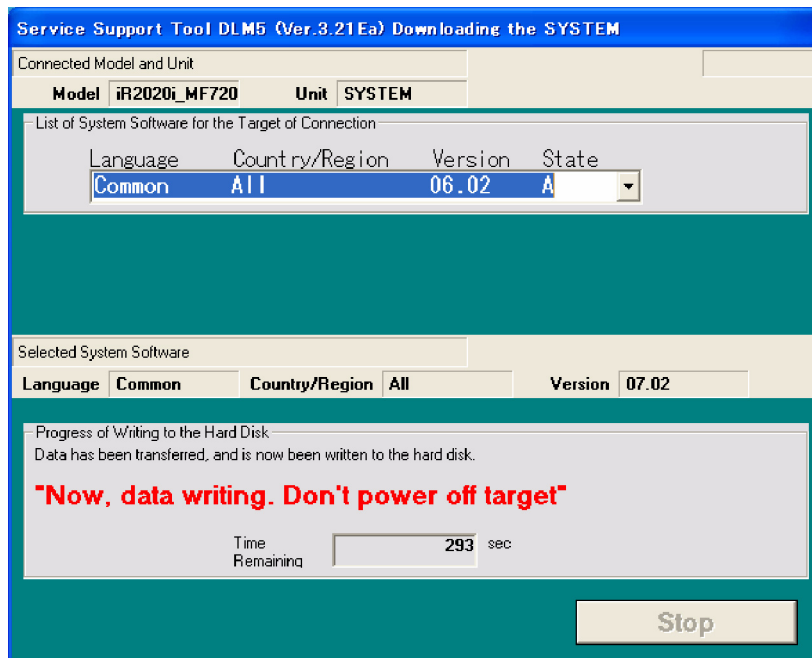 Service Support Tool DLM5 (Ver.3.21Ea) Downloading the SYSTEM
Connected Model and Unit
Model iR2020i_MF720 Unit SYSTEM
List of System Software for the Target of Connection
Language Country/Region Version State
Common All 06.02 A
Selected System Software
Language Common Country/Region All Version 07.02
Progress of Writing to the Hard Disk
Data has been transferred, and is now been written to the hard disk.
"Now, data writing. Don't power off target"
Time
Remaining 293 sec
Stop